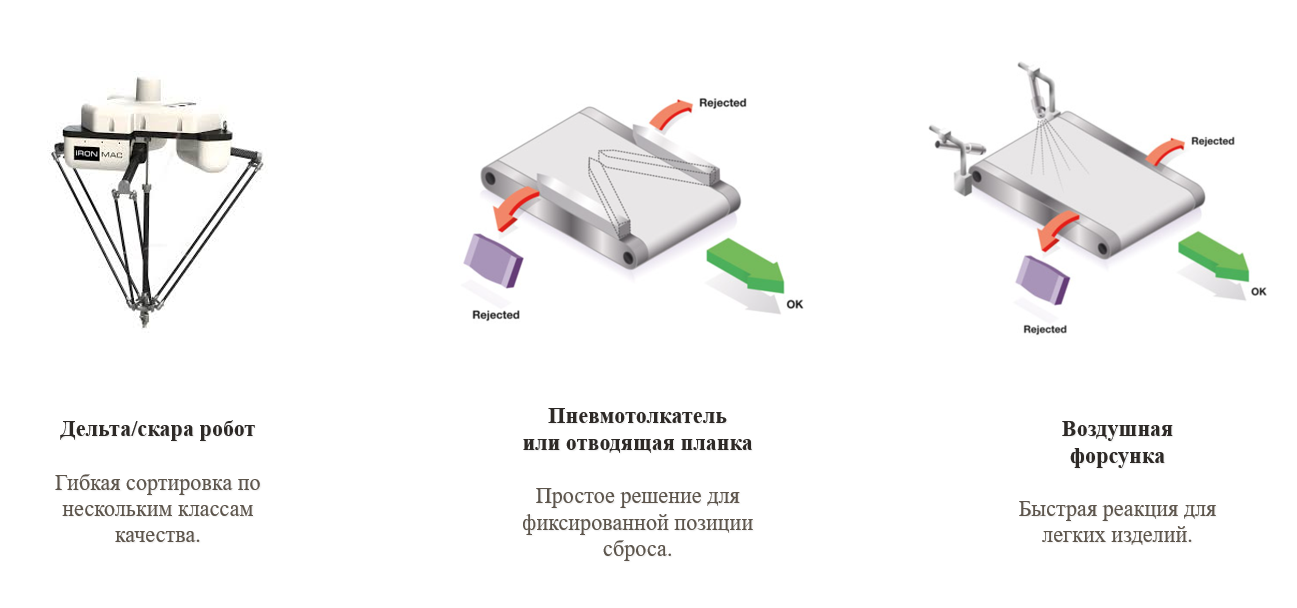 IRON MAC
Дельта/скара робот
Гибкая сортировка по
нескольким классам
качества.
Rejected
Rejected
OK
Пневмотолкатель
или отводящая планка
Простое решение для
фиксированной позиции
сброса.
Rejected
Rejected
OK
Воздушная
форсунка
Быстрая реакция для
легких изделий.